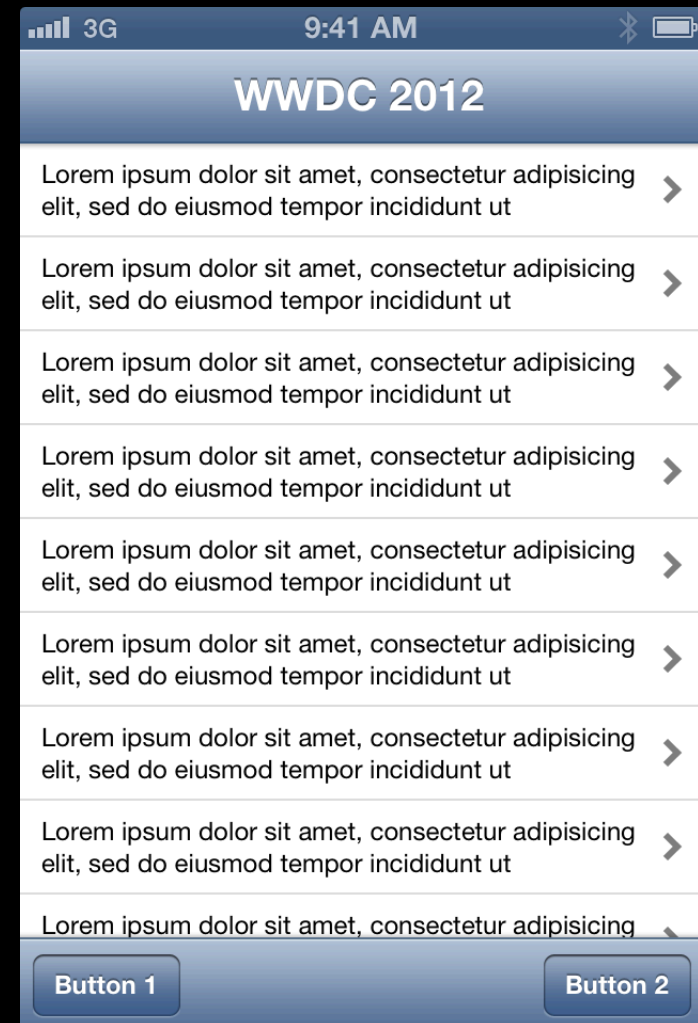 3G 9:41 AM
WWDC 2012
Lorem ipsum dolor sit amet, consectetur adipisicing
elit, sed do eiusmod tempor incididunt ut
Lorem ipsum dolor sit amet, consectetur adipisicing
elit, sed do eiusmod tempor incididunt ut
Lorem ipsum dolor sit amet, consectetur adipisicing
elit, sed do eiusmod tempor incididunt ut
Lorem ipsum dolor sit amet, consectetur adipisicing
elit, sed do eiusmod tempor incididunt ut
Lorem ipsum dolor sit amet, consectetur adipisicing
elit, sed do eiusmod tempor incididunt ut
Lorem ipsum dolor sit amet, consectetur adipisicing
elit, sed do eiusmod tempor incididunt ut
Lorem ipsum dolor sit amet, consectetur adipisicing
elit, sed do eiusmod tempor incididunt ut
Lorem ipsum dolor sit amet, consectetur adipisicing
elit, sed do eiusmod tempor incididunt ut
Lorem ipsum dolor sit amet, consectetur adipisicing
Button 1 Button 2